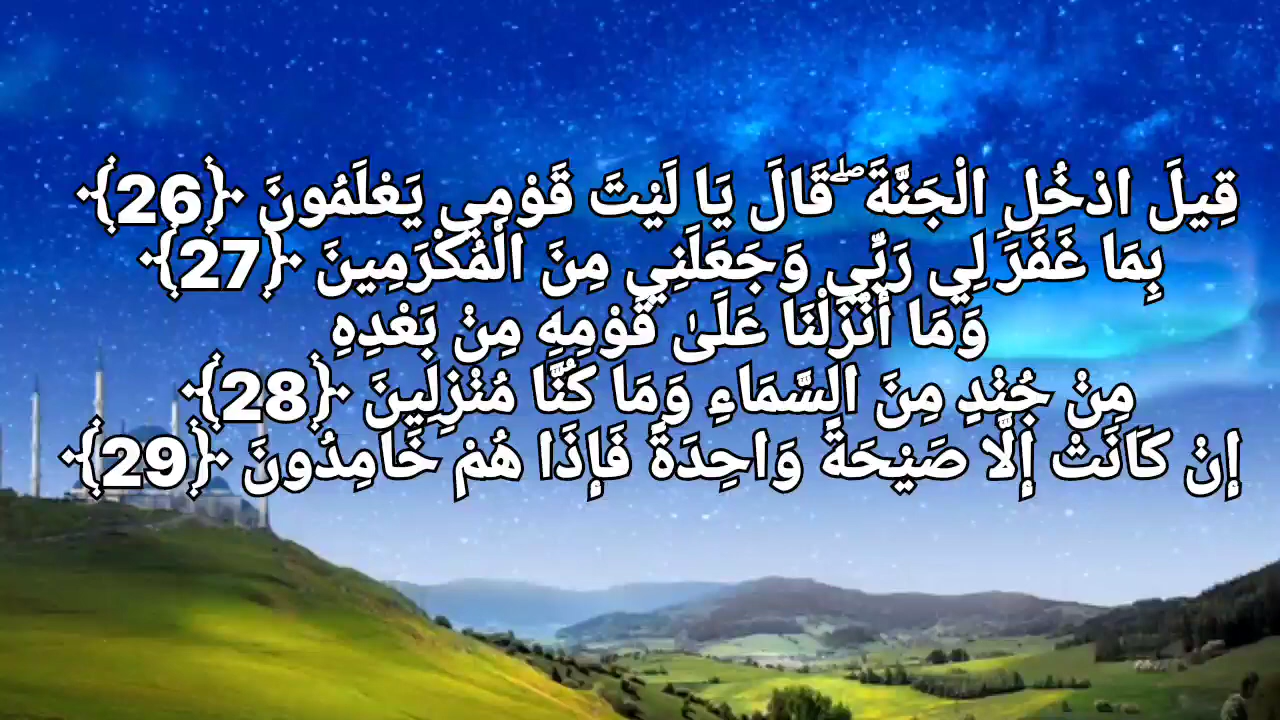 قِيلَ ادْخُلِ الْجَنَّةَ ۖ قَالَ يَا لَيْتَ قَوْمِي يَعْلَمُونَ ﴿26﴾
بِمَا غَفَرَ لِي رَبِّي وَجَعَلَنِي مِنَ الْمُكْرَمِينَ ﴿27﴾
وَمَا أَنْزَلْنَا عَلَىٰ قَوْمِهِ مِنْ بَعْدِهِ
مِنْ جُنْدٍ مِنَ السَّمَاءِ وَمَا كُنَّا مُنْزِلِينَ ﴿28﴾
إِنْ كَانَتْ إِلَّا صَيْحَةً وَاحِدَةً فَإِذَا هُمْ خَامِدُونَ ﴿29﴾